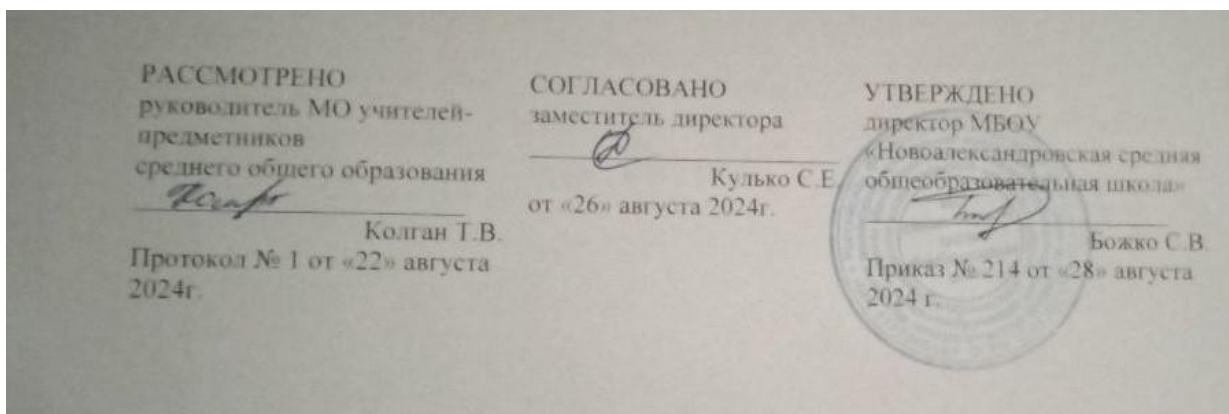 РАССМОТРЕНО
руководитель МО учителей-
предметников
среднего общего образования
Колган Т.В.
Протокол № 1 от «22» августа
2024г.
СОГЛАСОВАНО
заместитель директора
Кулько С.Е.
от «26» августа 2024г.
УТВЕРЖДЕНО
директор МБОУ
«Новоалександровская средняя
общеобразовательная школа»
Божко С.В.
Приказ № 214 от «28» августа
2024 г.